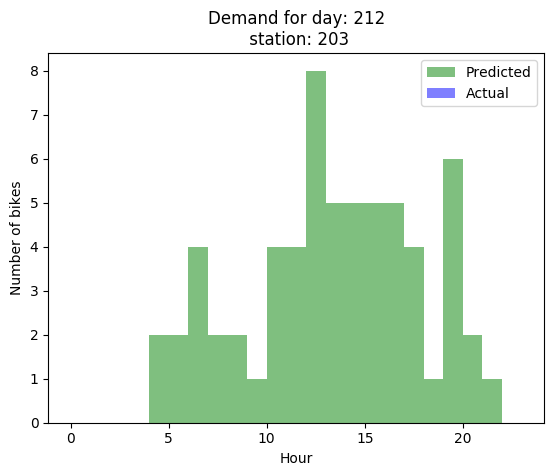 Demand for day: 212
station: 203
Predicted
Actual
Number of bikes
8
7
6
5
4
3
2
1
0
0 5 10 15 20
Hour